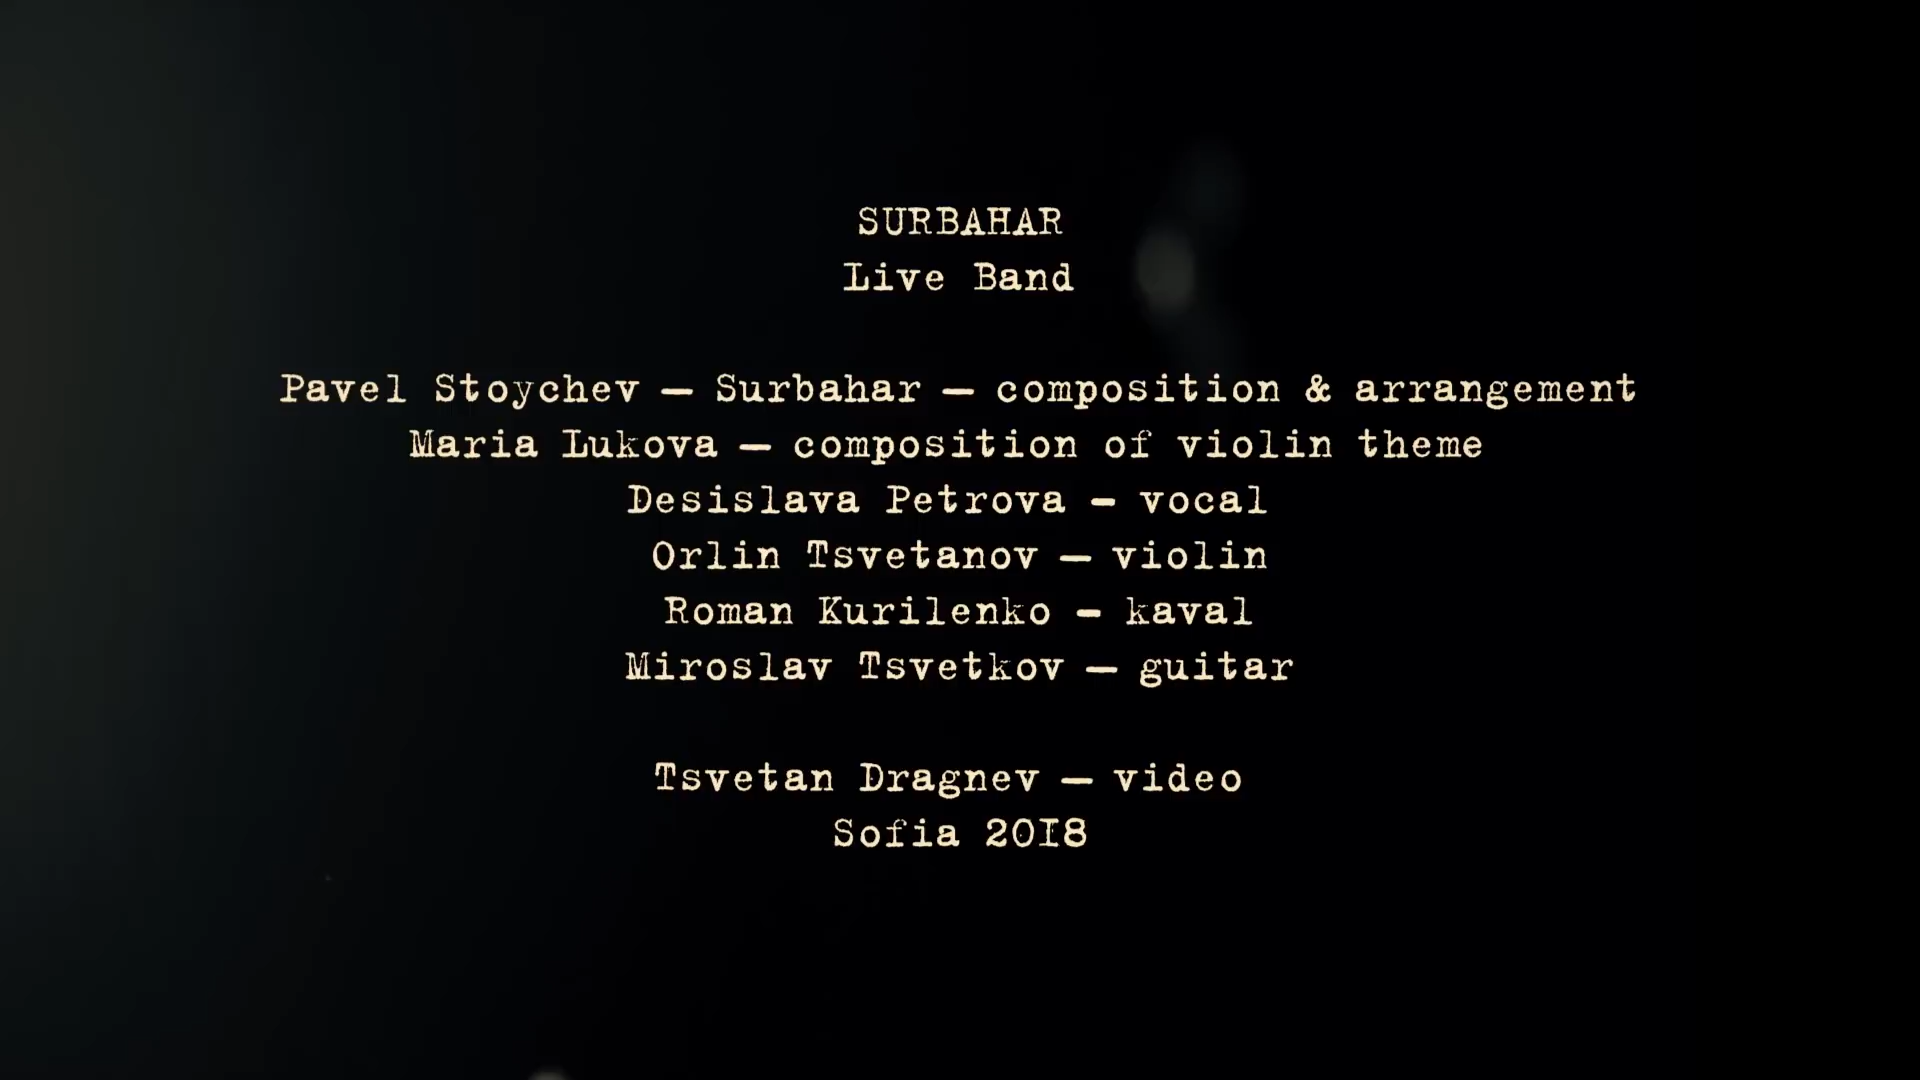 SURBAHAR
Live Band
Pavel Stoychev — Surbahar — composition & arrangement
Maria Lukova — composition of violin theme
Desislava Petrova – vocal
Orlin Tsvetanov — violin
Roman Kurilenko – kaval
Miroslav Tsvetkov — guitar
Tsvetan Dragnev — video
Sofia 2018